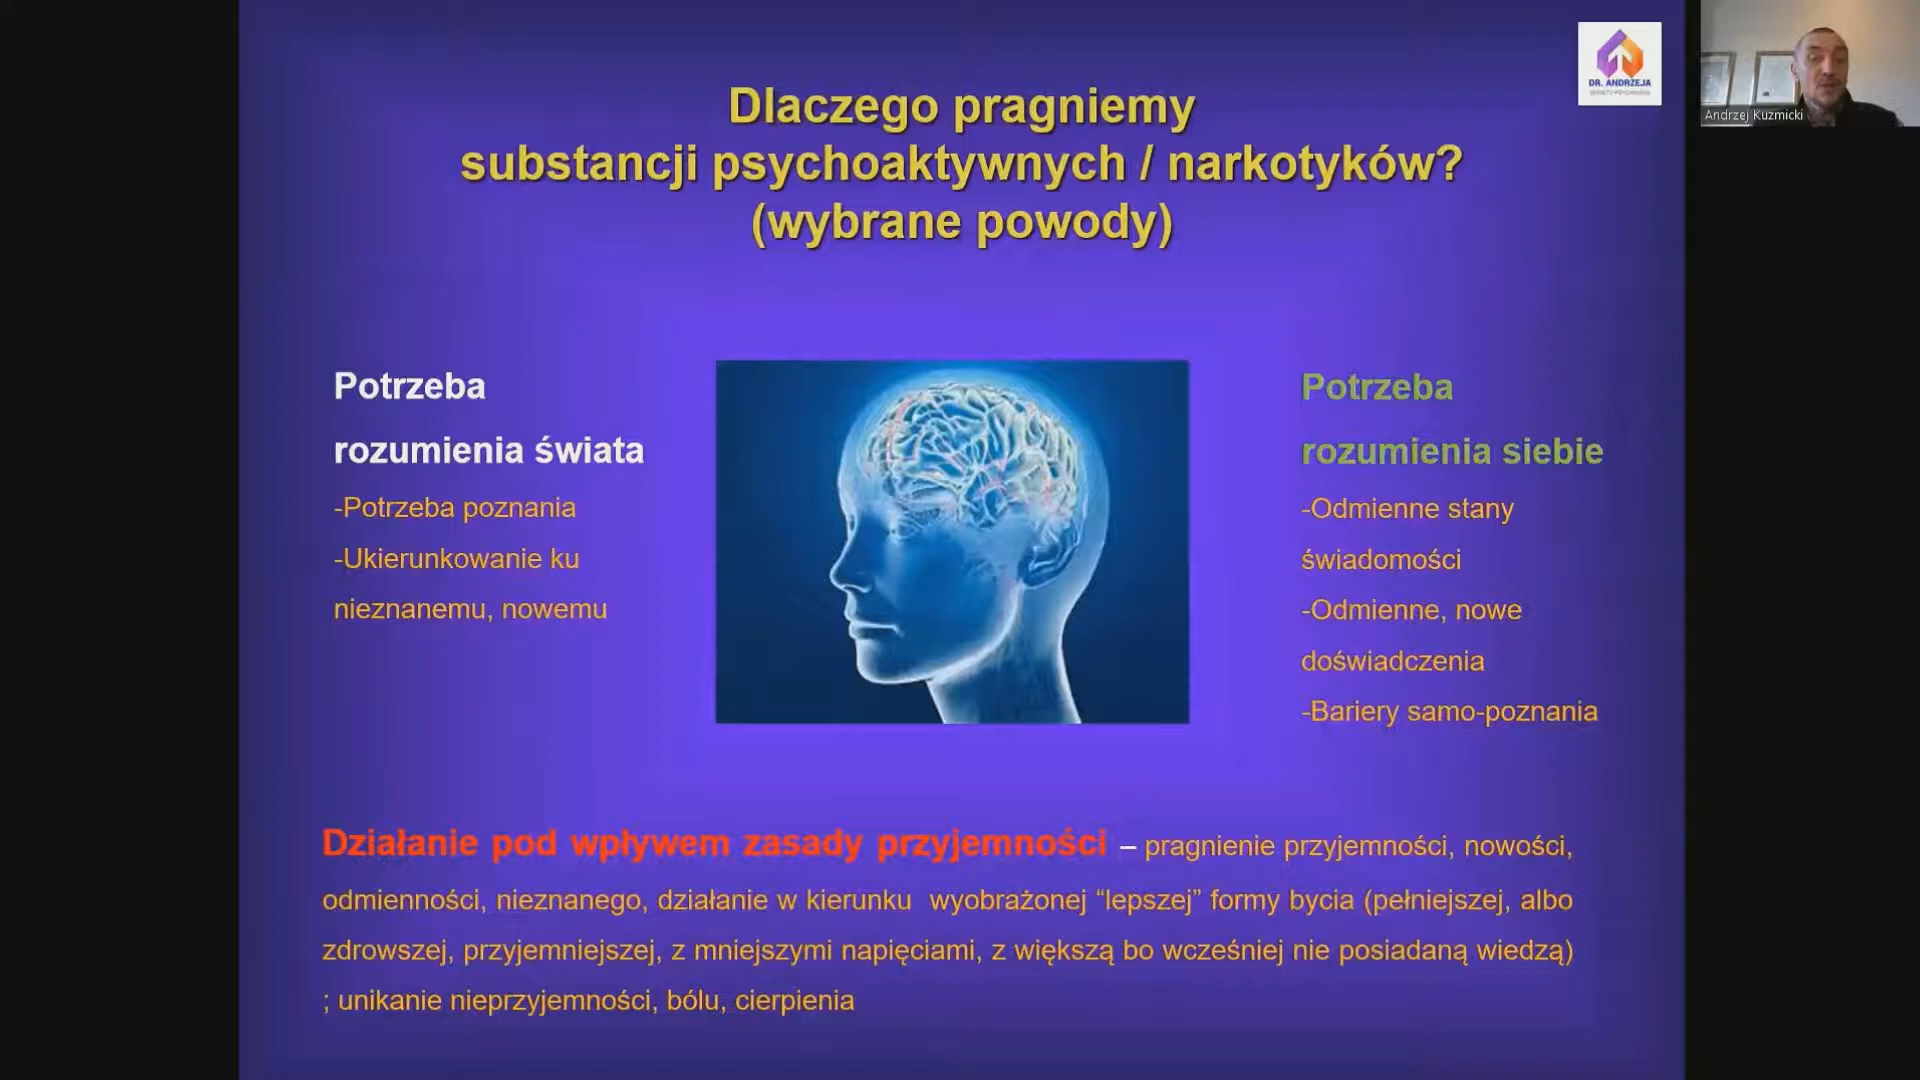 Dlaczego pragniemy
substancji psychoaktywnych / narkotyków?
(wybrane powody)
DR. ANDRZEJA
Andrzej Kuzmicki
Potrzeba
rozumienia świata
-Potrzeba poznania
-Ukierunkowanie ku
nieznanemu, nowemu
Potrzeba
rozumienia siebie
-Odmienne stany
świadomości
-Odmienne, nowe
doświadczenia
-Bariery samo-poznania
Działanie pod wpływem zasady przyjemności – pragnienie przyjemności, nowości,
odmienności, nieznanego, działanie w kierunku wyobrażonej “lepszej” formy bycia (pełniejszej, albo
zdrowszej, przyjemniejszej, z mniejszymi napięciami, z większą bo wcześniej nie posiadaną wiedzą)
; unikanie nieprzyjemności, bólu, cierpienia